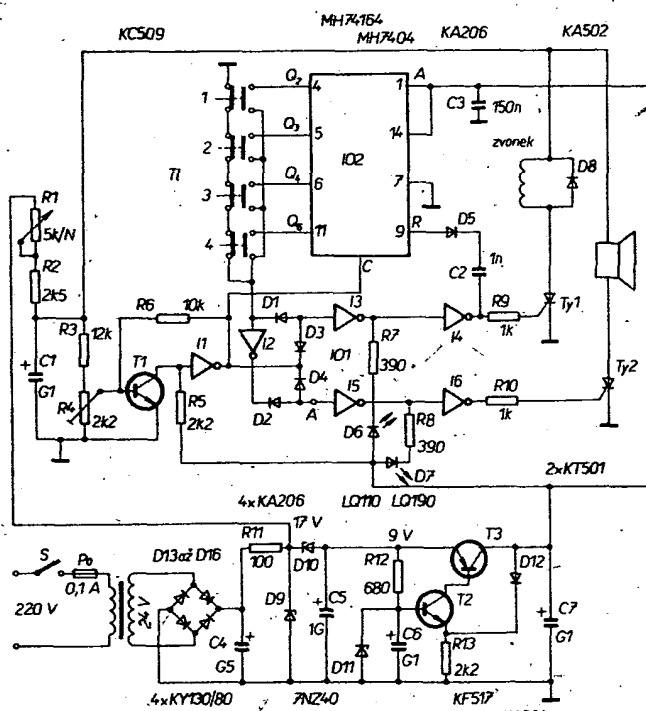 MH74164
KC509 MH7404 KA206 KA502
Q2 4 1 A
1
C3 150n
Q3 5 14
2
zvonek
TI IO2
Q4 6 7
3
D8
Q6 11 9 R D5
4
R1
5k/N
C
C2 1n
R2
2k5
R6 10k
D1 I3 I4 R9
1k
Ty1
R3 12k
D3
T1 I1 I2 IO1 R7
390
Ty2
C1
G1
R4
2k2
D4 I5 I6 R10
1k
R5
2k2
D2 A
R8
390
D6
D7
4xKA206 LQ110 LQ190 2xKT501
17 V
R11
100
9 V T3
S Po
0,1 A
D13až D16
D10
R12
680
D12
220 V 24 V
D9 C5
1G
T2
C7
G1
C4
G5
D11
C6
G1
R13
2k2
4xKY130/80 7NZ40 KF517